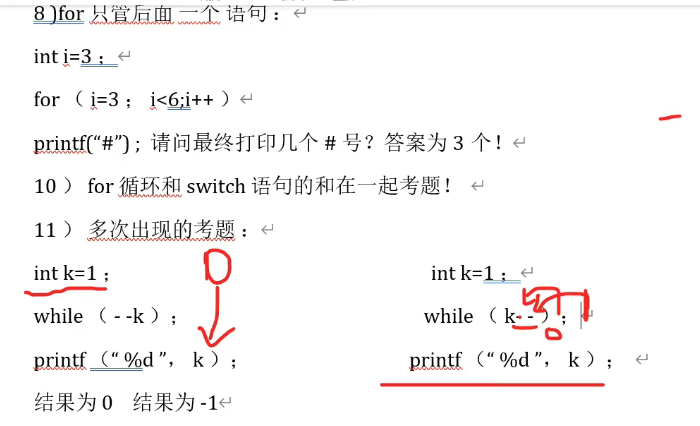 8 )for 只管后面 一个 语句：
int i=3 ；
for （ i=3 ； i<6;i++ ）
printf(“#”) ; 请问最终打印几个 # 号？答案为 3 个！
10 ） for 循环和 switch 语句的和在一起考题！
11 ） 多次出现的考题：
int k=1 ； int k=1 ；
while （ - -k ） ； while （ k- - ） ；
printf （“ %d ”， k ） ； printf （“ %d ”， k ） ；
结果为 0 结果为 -1